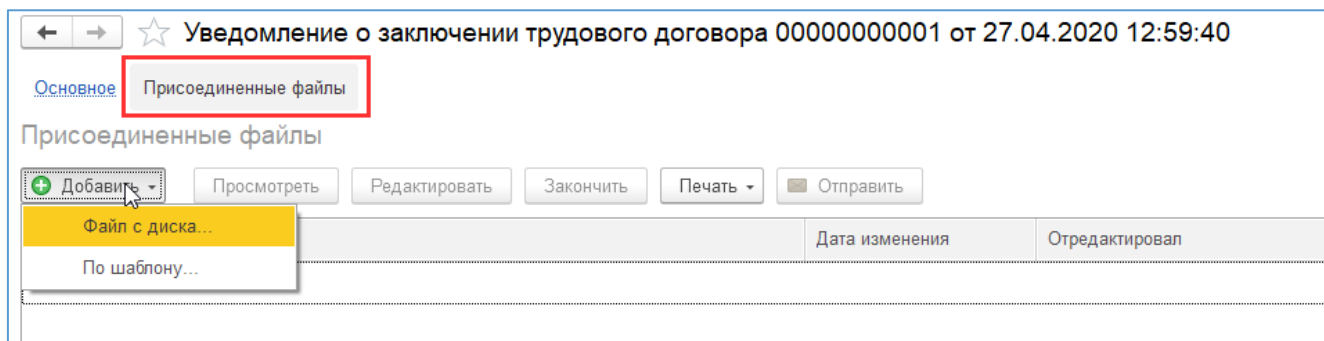 Уведомление о заключении трудового договора 00000000001 от 27.04.2020 12:59:40
Основное Присоединенные файлы
Присоединенные файлы
Добавить Просмотреть Редактировать Закончить Печать Отправить
Файл с диска... Дата изменения Отредактировал
По шаблону...